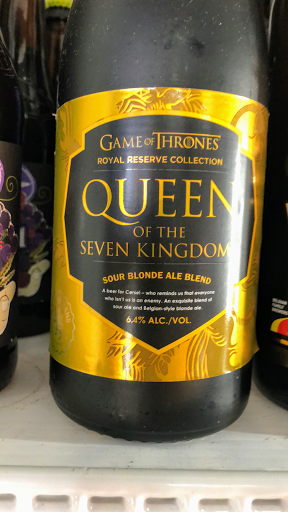 GAME OF THRONES
ROYAL RESERVE COLLECTION
QUEEN
OF THE
SEVEN KINGDOM
SOUR BLONDE ALE BLEND
A beer for Cersei – who reminds us that everyone
who isn't us is an enemy. An exquisite blend of
sour ale and Belgian-style blonde ale.
6.4% ALC./VOL.